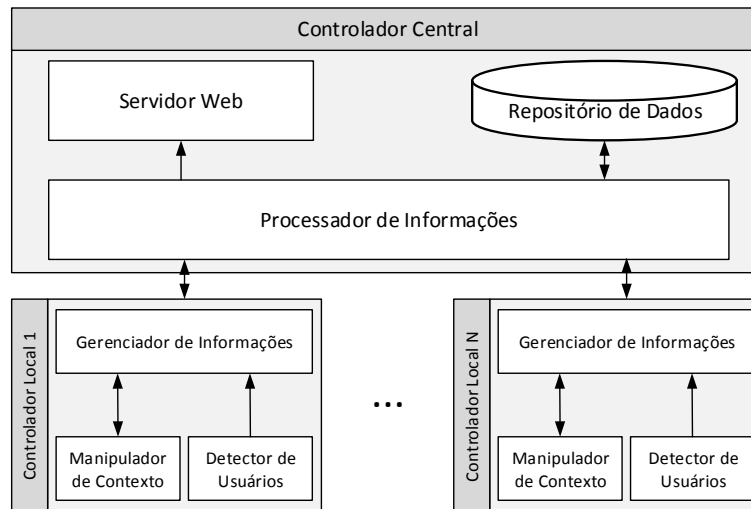 Controlador Central
Servidor Web
Repositório de Dados
Processador de Informações
Controlador Local 1
Gerenciador de Informações
Manipulador
de Contexto
Detector de
Usuários
...
Controlador Local N
Gerenciador de Informações
Manipulador
de Contexto
Detector de
Usuários